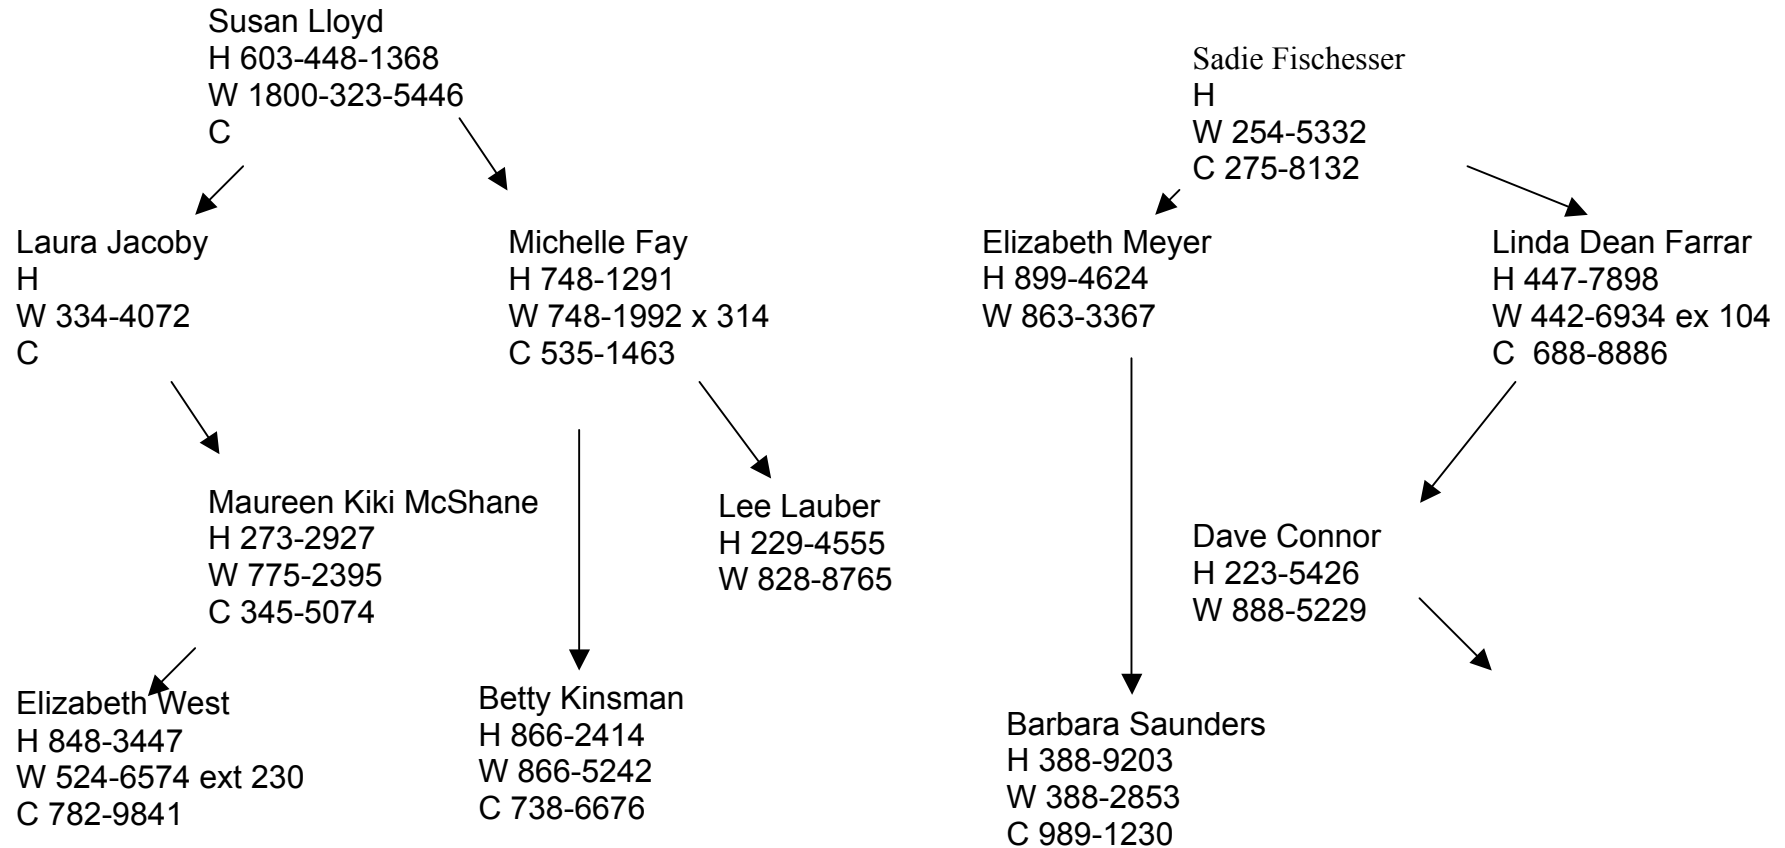 Susan Lloyd
H 603-448-1368
W 1800-323-5446
C
Sadie Fischesser
H
W 254-5332
C 275-8132
Laura Jacoby
H
W 334-4072
C
Michelle Fay
H 748-1291
W 748-1992 x 314
C 535-1463
Elizabeth Meyer
H 899-4624
W 863-3367
Linda Dean Farrar
H 447-7898
W 442-6934 ex 104
C  688-8886
Maureen Kiki McShane
H 273-2927
W 775-2395
C 345-5074
Lee Lauber
H 229-4555
W 828-8765
Dave Connor
H 223-5426
W 888-5229
Elizabeth West
H 848-3447
W 524-6574 ext 230
C 782-9841
Betty Kinsman
H 866-2414
W 866-5242
C 738-6676
Barbara Saunders
H 388-9203
W 388-2853
C 989-1230